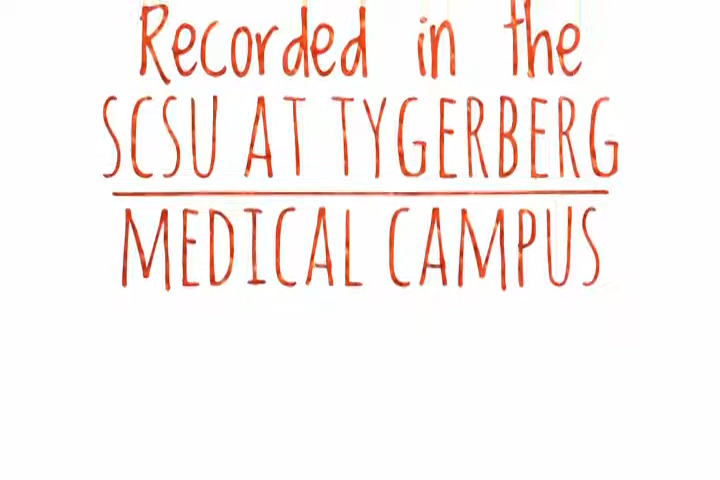 Recorded in the
SCSU AT TYGERBERG
MEDICAL CAMPUS